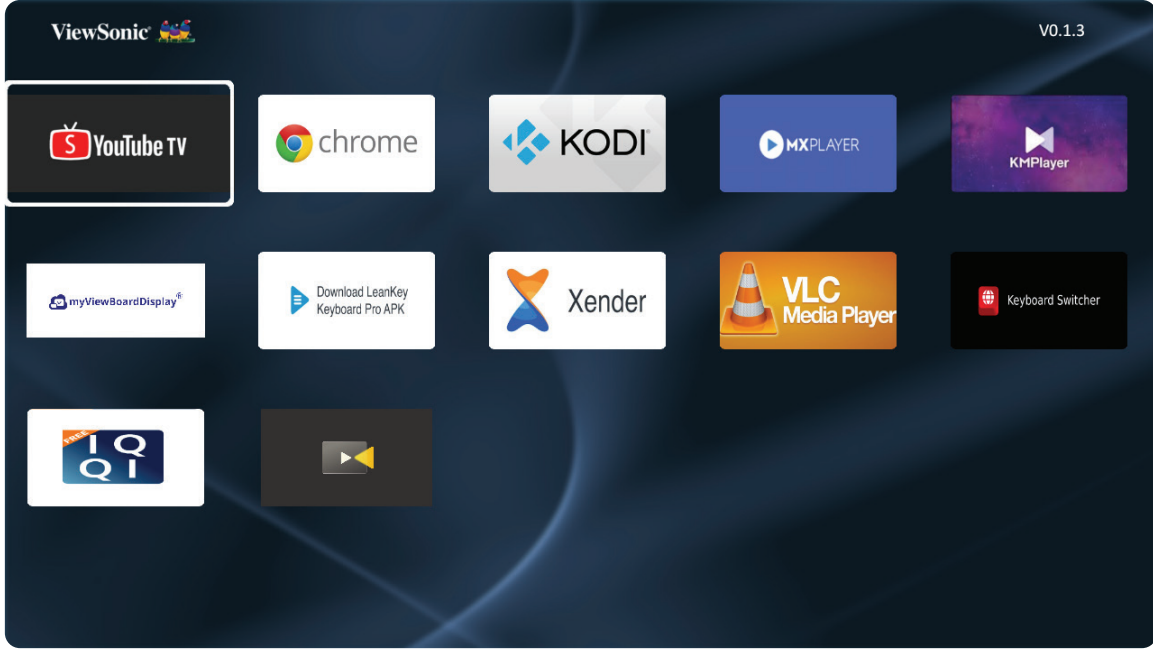 ViewSonic
V0.1.3
S YouTube TV
chrome
KODI
MXPLAYER
KMPlayer
myViewBoardDisplay®
Download LeanKey
Keyboard Pro APK
Xender
VLC
Media Player
Keyboard Switcher
FREE
IQ
QI